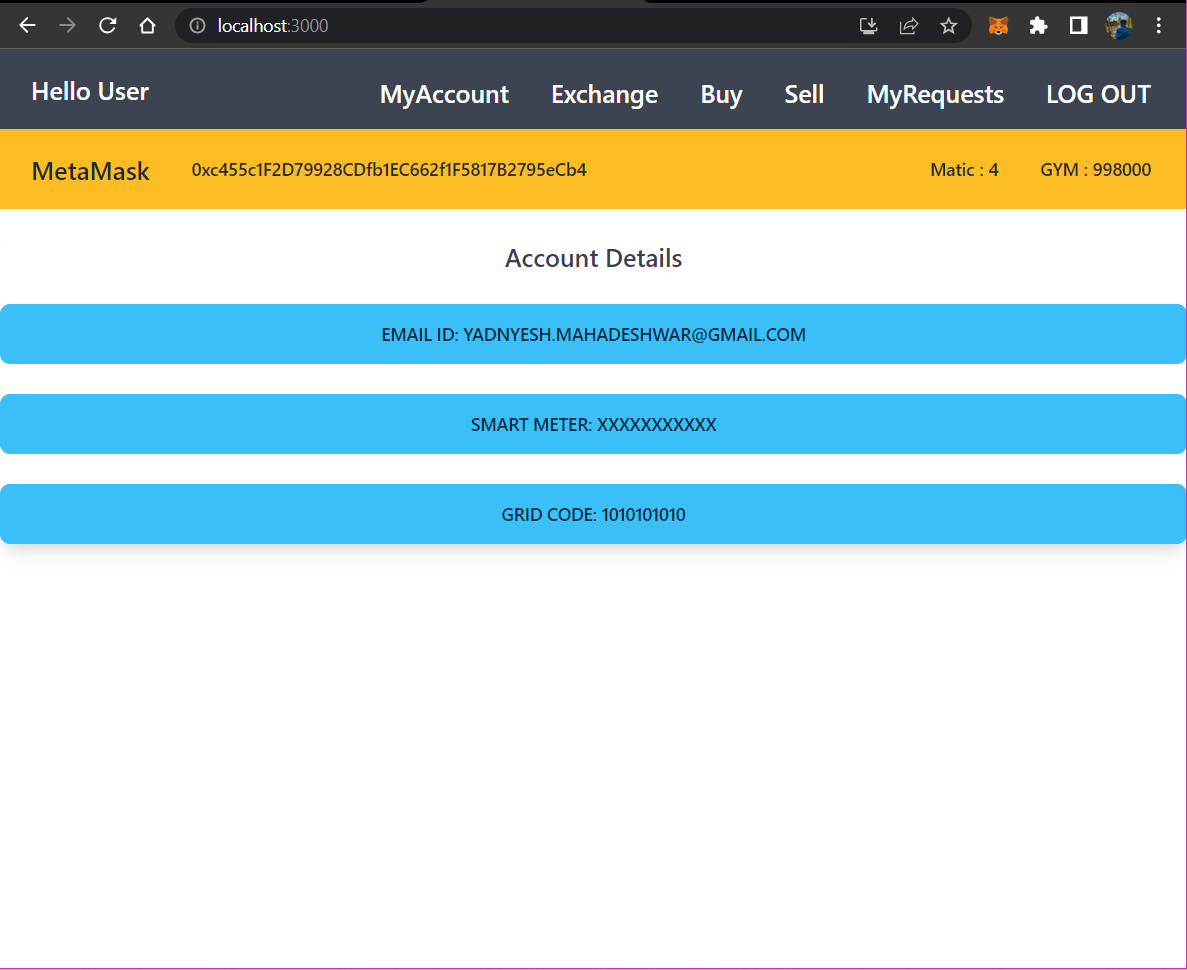 localhost:3000
Hello User MyAccount Exchange Buy Sell MyRequests LOG OUT
MetaMask 0xc455c1F2D79928CDfb1EC662f1F5817B2795eCb4 Matic : 4 GYM : 998000
Account Details
EMAIL ID: YADNYESH.MAHADESHWAR@GMAIL.COM
SMART METER: XXXXXXXXXXX
GRID CODE: 1010101010